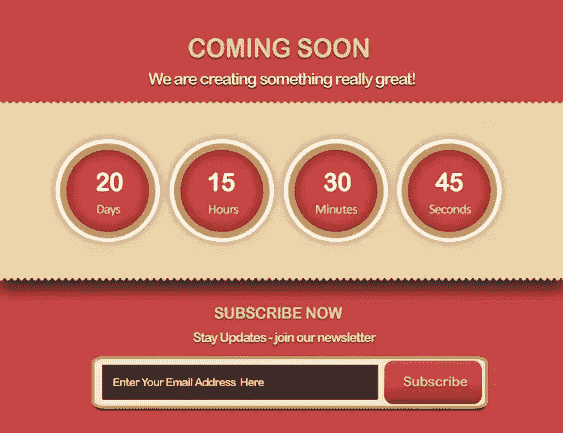 COMING SOON
We are creating something really great!
20 15 30 45
Days Hours Minutes Seconds
SUBSCRIBE NOW
Stay Updates - join our newsletter
Enter Your Email Address Here Subscribe